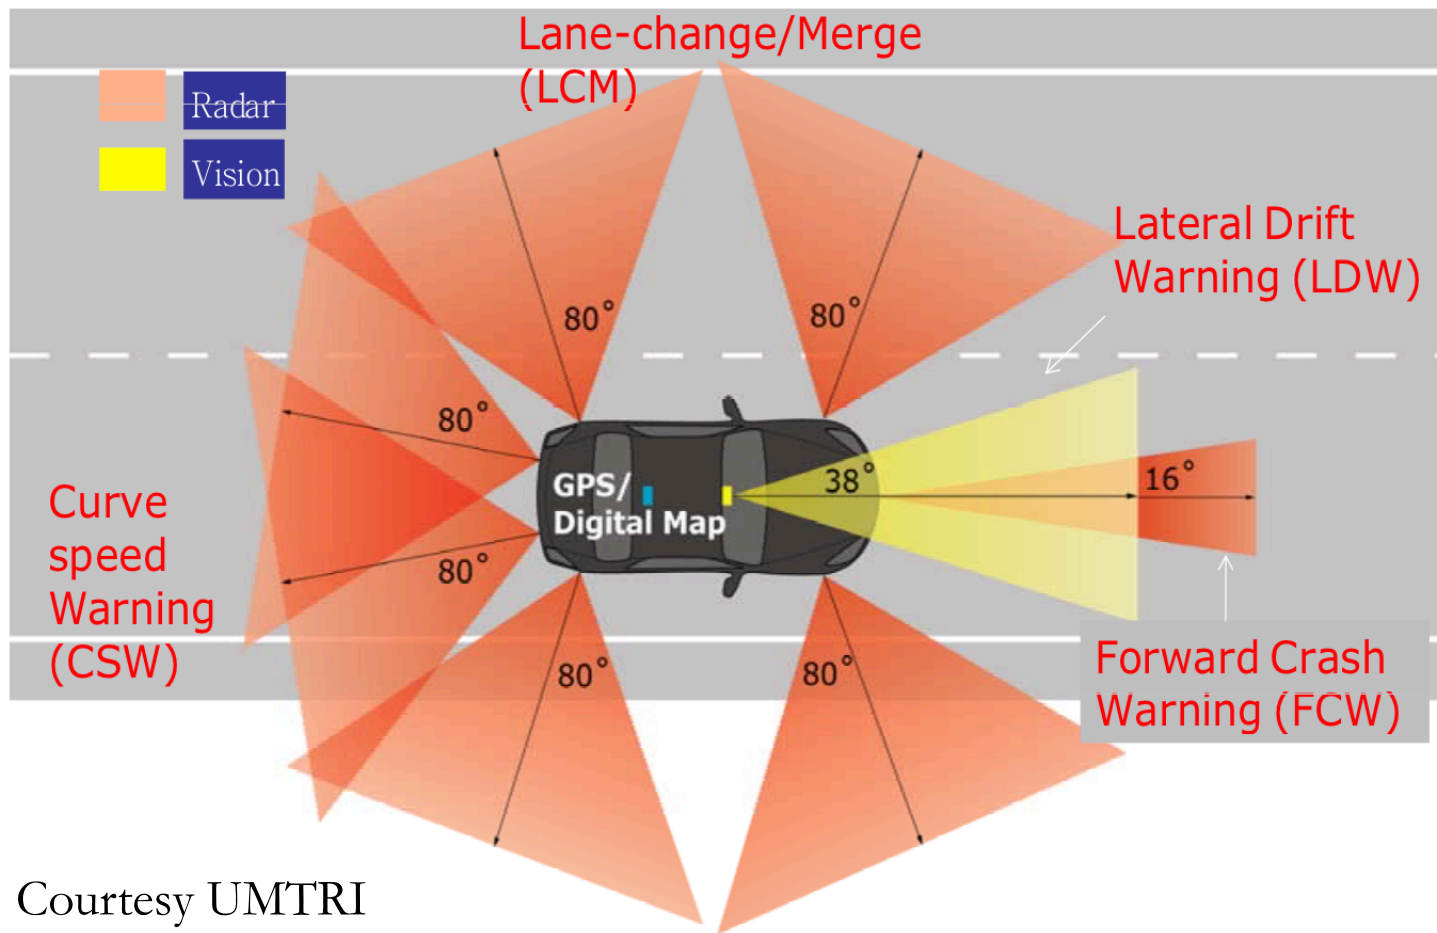 Lane-change/Merge
(LCM)
Radar
Vision
Lateral Drift
Warning (LDW)
80°
80°
80°
38°
16°
GPS/
Digital Map
Curve
speed
Warning
(CSW)
80°
80°
80°
Forward Crash
Warning (FCW)
Courtesy UMTRI